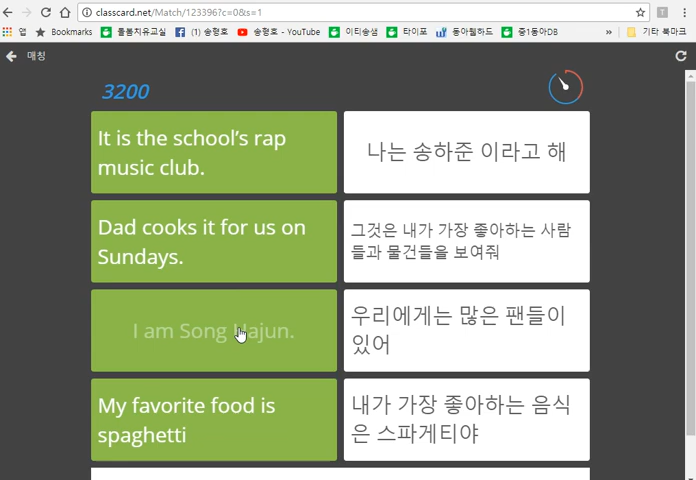 classcard.net/Match/123396?c=0&s=1
앱 Bookmarks 돌봄치유교실 (1) 송형호 송형호 - YouTube 이티송샘 타이포 동아웰하드 중1동아DB » 기타 북마크
매칭
3200
It is the school's rap
music club.
나는 송하준 이라고 해
Dad cooks it for us on
Sundays.
그것은 내가 가장 좋아하는 사람
들과 물건들을 보여줘
I am Song Hajun.
우리에게는 많은 팬들이
있어
My favorite food is
spaghetti
내가 가장 좋아하는 음식
은 스파게티야